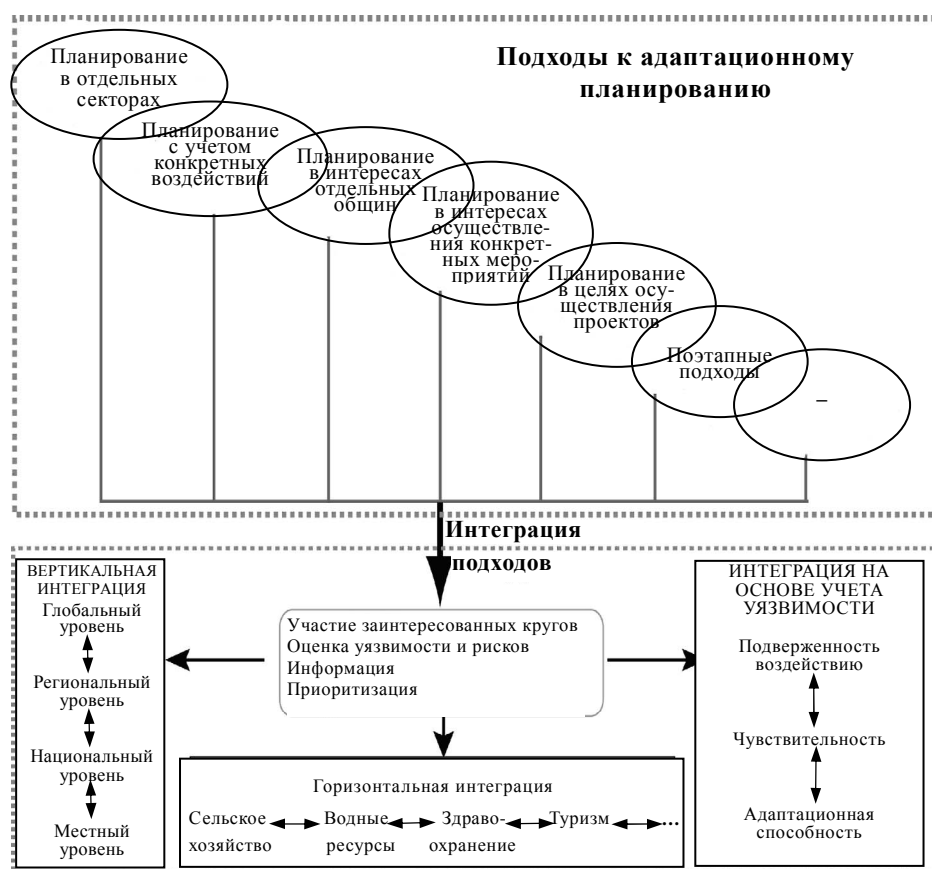 Подходы к адаптационному
планированию
Планирование
в отдельных
секторах
Планирование
с учетом
конкретных
воздействий
Планирование
в интересах
отдельных
общин
Планирование
в интересах
осуществле-
ния конкрет-
ных меро-
приятий
Планирование
в целях осу-
ществления
проектов
Поэтапные
подходы
–
Интеграция
подходов
ВЕРТИКАЛЬНАЯ
ИНТЕГРАЦИЯ
Глобальный
уровень
Региональный
уровень
Национальный
уровень
Местный
уровень
Участие заинтересованных кругов
Оценка уязвимости и рисков
Информация
Приоритизация
Горизонтальная интеграция
Сельское
хозяйство
Водные
ресурсы
Здраво-
охранение
Туризм
...
ИНТЕГРАЦИЯ НА
ОСНОВЕ УЧЕТА
УЯЗВИМОСТИ
Подверженность
воздействию
Чувствительность
Адаптационная
способность